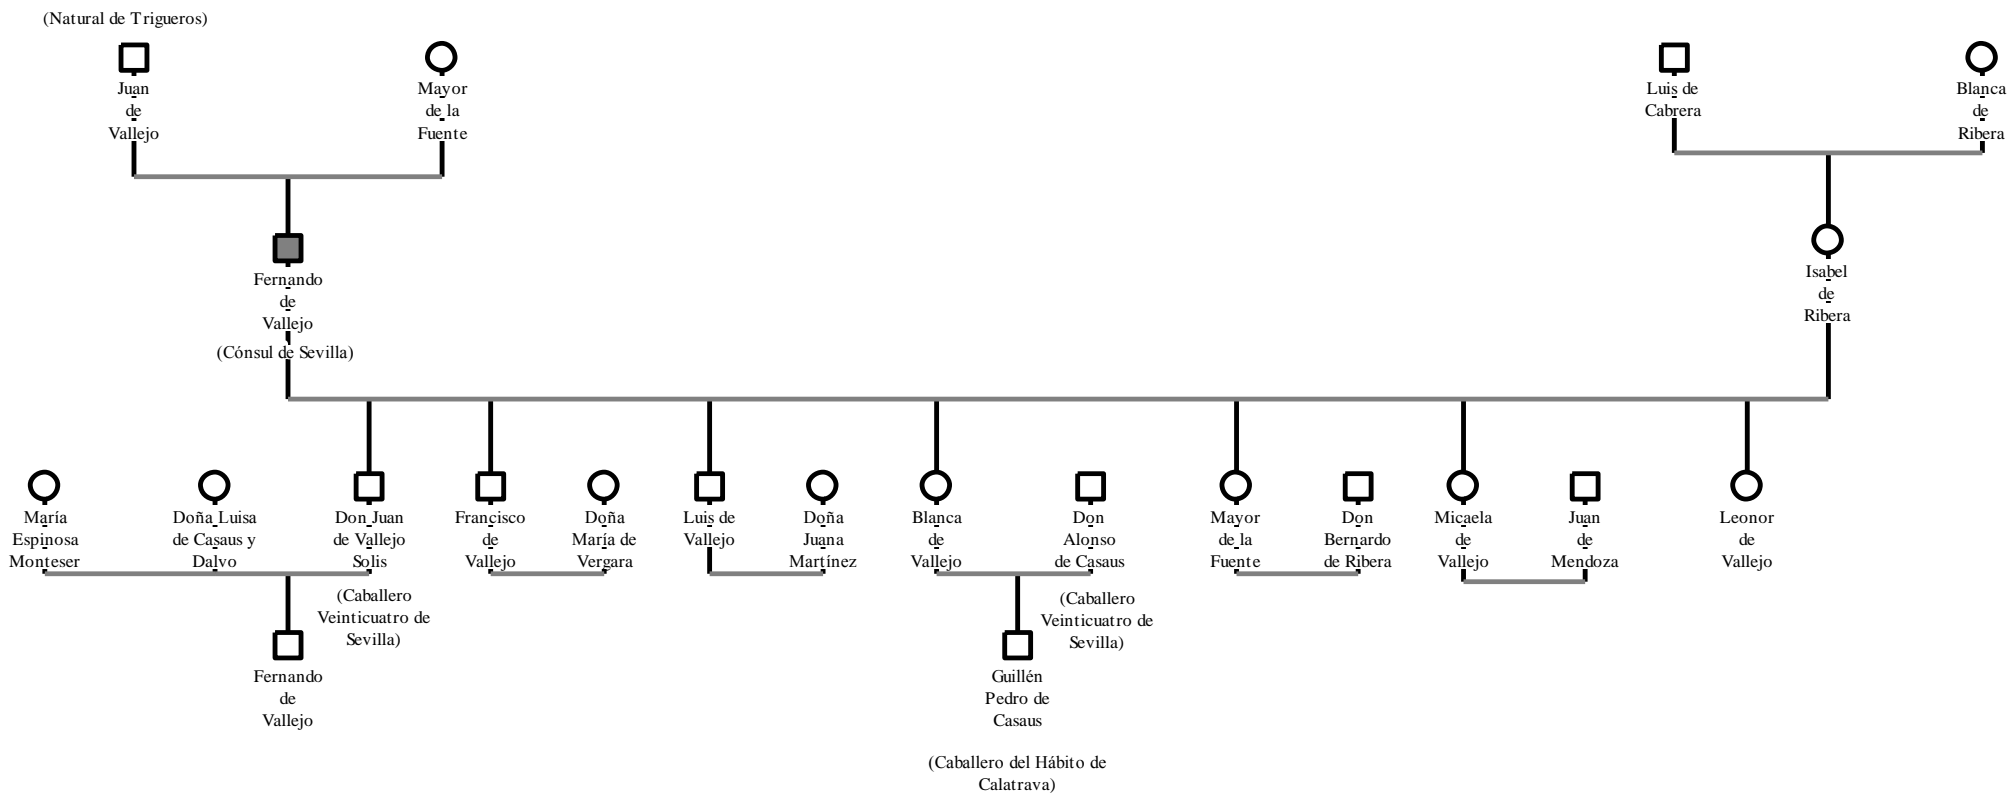 (Natural de Trigueros)
Juan
de
Vallejo
Mayor
de la
Fuente
Luis de
Cabrera
Blanca
de
Ribera
Fernando
de
Vallejo
(Cónsul de Sevilla)
Isabel
de
Ribera
María
Espinosa
Monteser
Doña Luisa
de Casaus y
Dalvo
Don Juan
de Vallejo
Solis
(Caballero
Veinticuatro de
Sevilla)
Francisco
de
Vallejo
Doña
María de
Vergara
Luis de
Vallejo
Doña
Juana
Martínez
Blanca
de
Vallejo
Don
Alonso
de Casaus
(Caballero
Veinticuatro de
Sevilla)
Mayor
de la
Fuente
Don
Bernardo
de Ribera
Micaela
de
Vallejo
Juan
de
Mendoza
Leonor
de
Vallejo
Fernando
de
Vallejo
Guillén
Pedro de
Casaus
(Caballero del Hábito de
Calatrava)